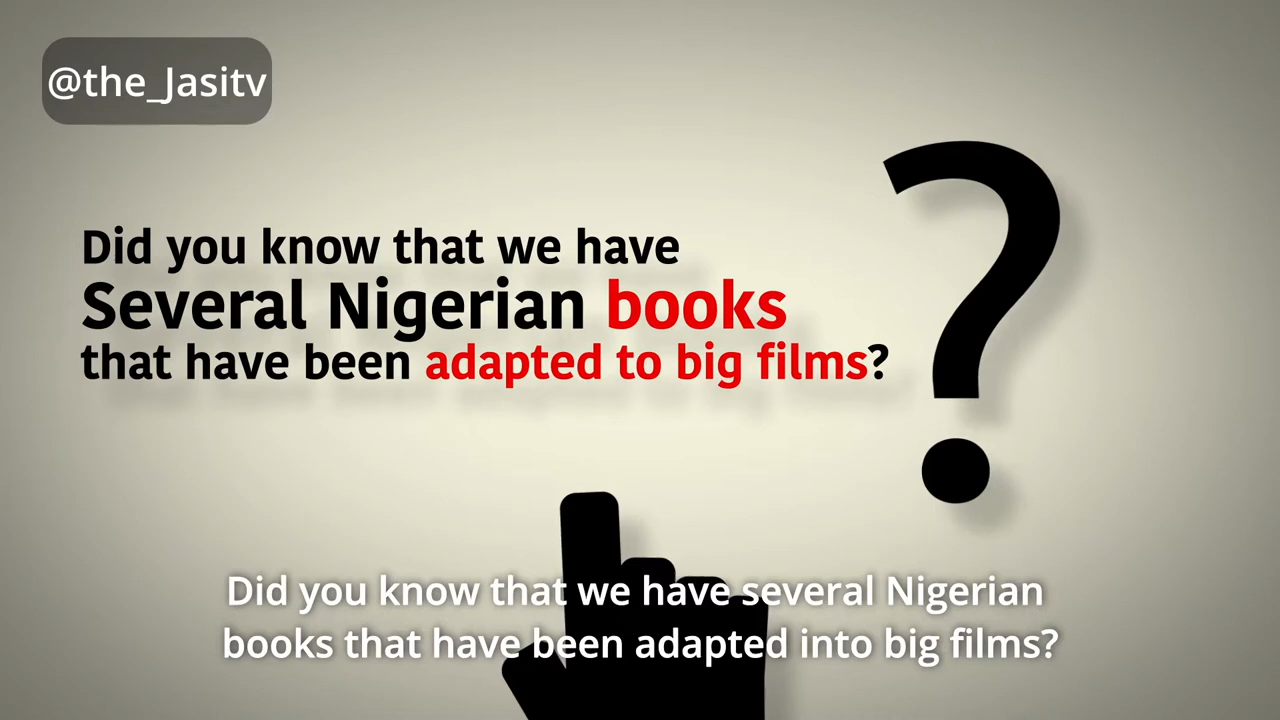 @the_Jasitv
Did you know that we have
Several Nigerian books
that have been adapted to big films?
?
Did you know that we have several Nigerian
books that have been adapted into big films?